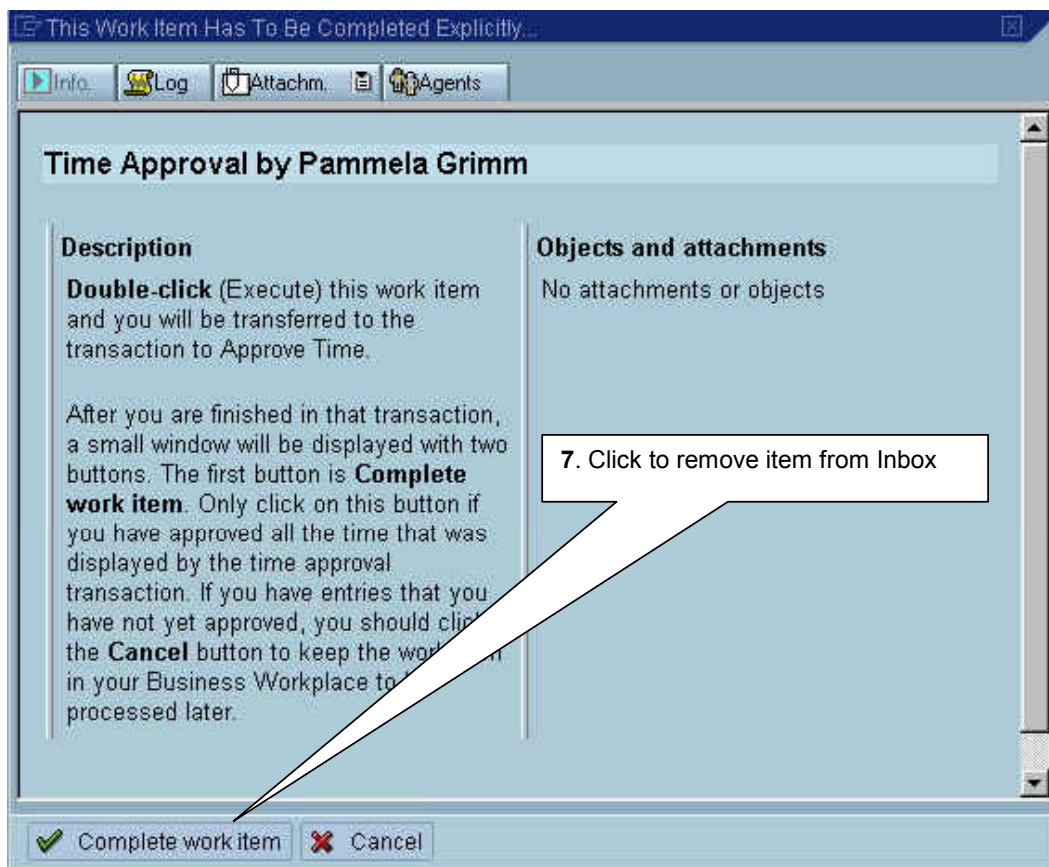 This Work Item Has To Be Completed Explicitly...
Info. Log Attachm. Agents
Time Approval by Pammela Grimm
Description
Double-click (Execute) this work item
and you will be transferred to the
transaction to Approve Time.
After you are finished in that transaction,
a small window will be displayed with two
buttons. The first button is Complete
work item. Only click on this button if
you have approved all the time that was
displayed by the time approval
transaction. If you have entries that you
have not yet approved, you should click
the Cancel button to keep the
in your Business Workplace to
processed later.
Objects and attachments
No attachments or objects
7. Click to remove item from Inbox
Complete work item Cancel